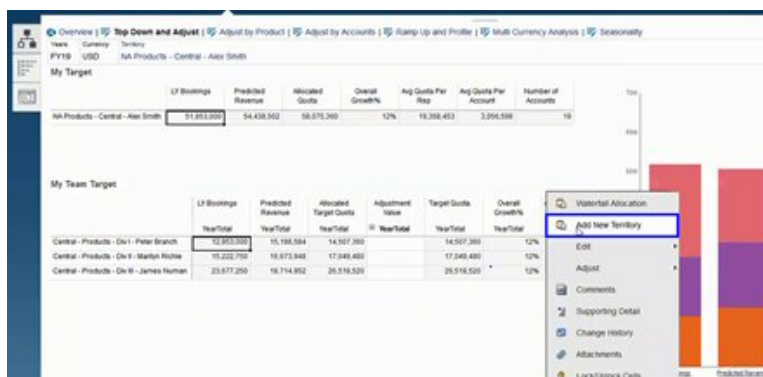 Overview | Top Down and Adjust | Adjust by Product | Adjust by Accounts | Ramp Up and Profile | Multi Currency Analysis | Seasonality
Years Currency Territory
FY19 USD NA Products - Central - Alex Smith
My Target
LY Bookings Predicted Revenue Allocated Quota Overall Growth% Avg Quota Per Rep Avg Quota Per Account Number of Accounts
NA Products - Central - Alex Smith 51,853,000 54,438,502 58,075,360 12% 19,358,453 3,056,598 19
My Team Target
LY Bookings Predicted Revenue Allocated Target Quota Adjustment Value Target Quota Overall Growth%
YearTotal YearTotal YearTotal YearTotal YearTotal YearTotal
Central - Products - Div I - Peter Branch 12,953,000 15,198,584 14,507,360 14,507,360 12%
Central - Products - Div II - Marilyn Richie 15,222,750 17,049,480 17,049,480 12%
Central - Products - Div III - James Numan 23,677,250 18,714,952 26,518,520 26,518,520 12%
Waterfall Allocation
Add New Territory
Edit
Adjust
Comments
Supporting Detail
Change History
Attachments
Lock/Unlock Cells
Predicted Revenue